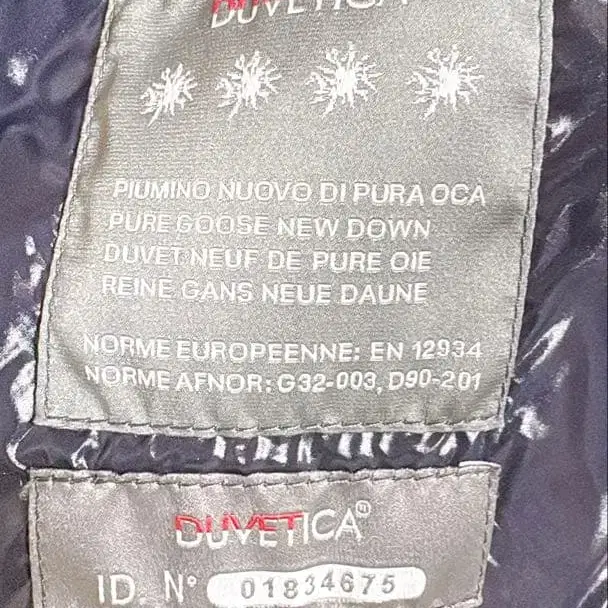 DUVETICA
PIUMINO NUOVO DI PURA OCA
PURE GOOSE NEW DOWN
DUVET NEUF DE PURE OIE
REINE GANS NEUE DAUNE
NORME EUROPEENNE: EN 12934
NORME AFNOR: G32-003, D90-201
DUVETICA®
ID. N° 01834675